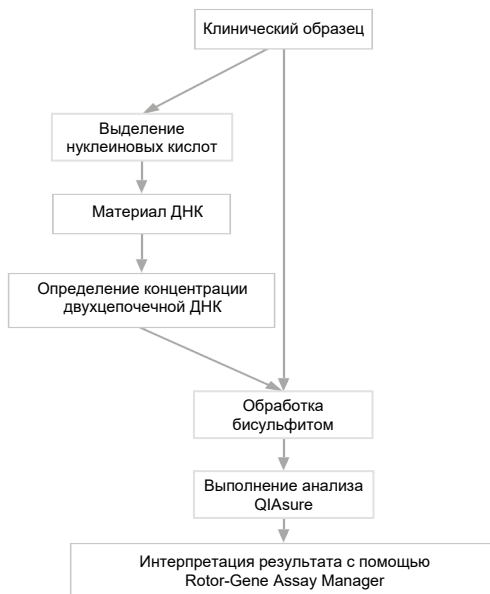 Клинический образец
Выделение
нуклеиновых кислот
Материал ДНК
Определение концентрации
двухцепочечной ДНК
Обработка
бисульфитом
Выполнение анализа
QIAsure
Интерпретация результата с помощью
Rotor-Gene Assay Manager